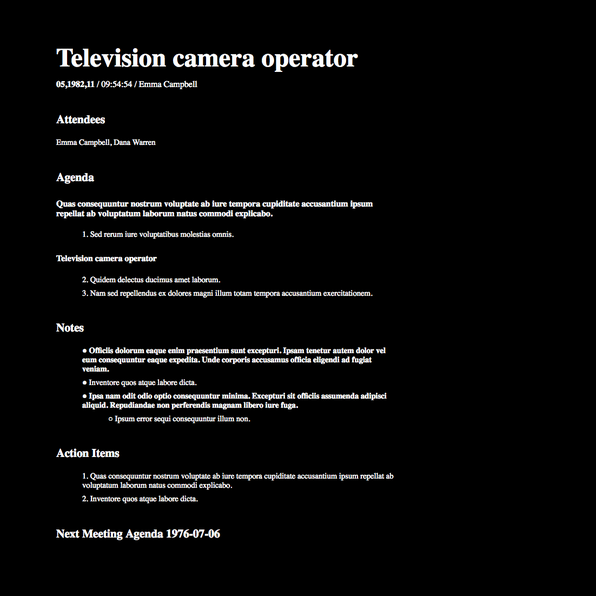 Television camera operator
05,1982,11 / 09:54:54 / Emma Campbell
Attendees
Emma Campbell, Dana Warren
Agenda
Quas consequuntur nostrum voluptate ab iure tempora cupiditate accusantium ipsum
repellat ab voluptatum laborum natus commodi explicabo.
1. Sed rerum iure voluptatibus molestias omnis.
Television camera operator
2. Quidem delectus ducimus amet laborum.
3. Nam sed repellendus ex dolores magni illum totam tempora accusantium exercitationem.
Notes
● Officiis dolorum eaque enim praesentium sunt excepturi. Ipsam tenetur autem dolor vel
eum consequuntur eaque expedita. Unde corporis accusamus officia eligendi ad fugiat
veniam.
● Inventore quos atque labore dicta.
● Ipsa nam odit odio optio consequuntur minima. Excepturi sit officiis assumenda adipisci
aliquid. Repudiandae non perferendis magnam libero iure fuga.
○ Ipsum error sequi consequuntur illum non.
Action Items
1. Quas consequuntur nostrum voluptate ab iure tempora cupiditate accusantium ipsum repellat ab
voluptatum laborum natus commodi explicabo.
2. Inventore quos atque labore dicta.
Next Meeting Agenda 1976-07-06